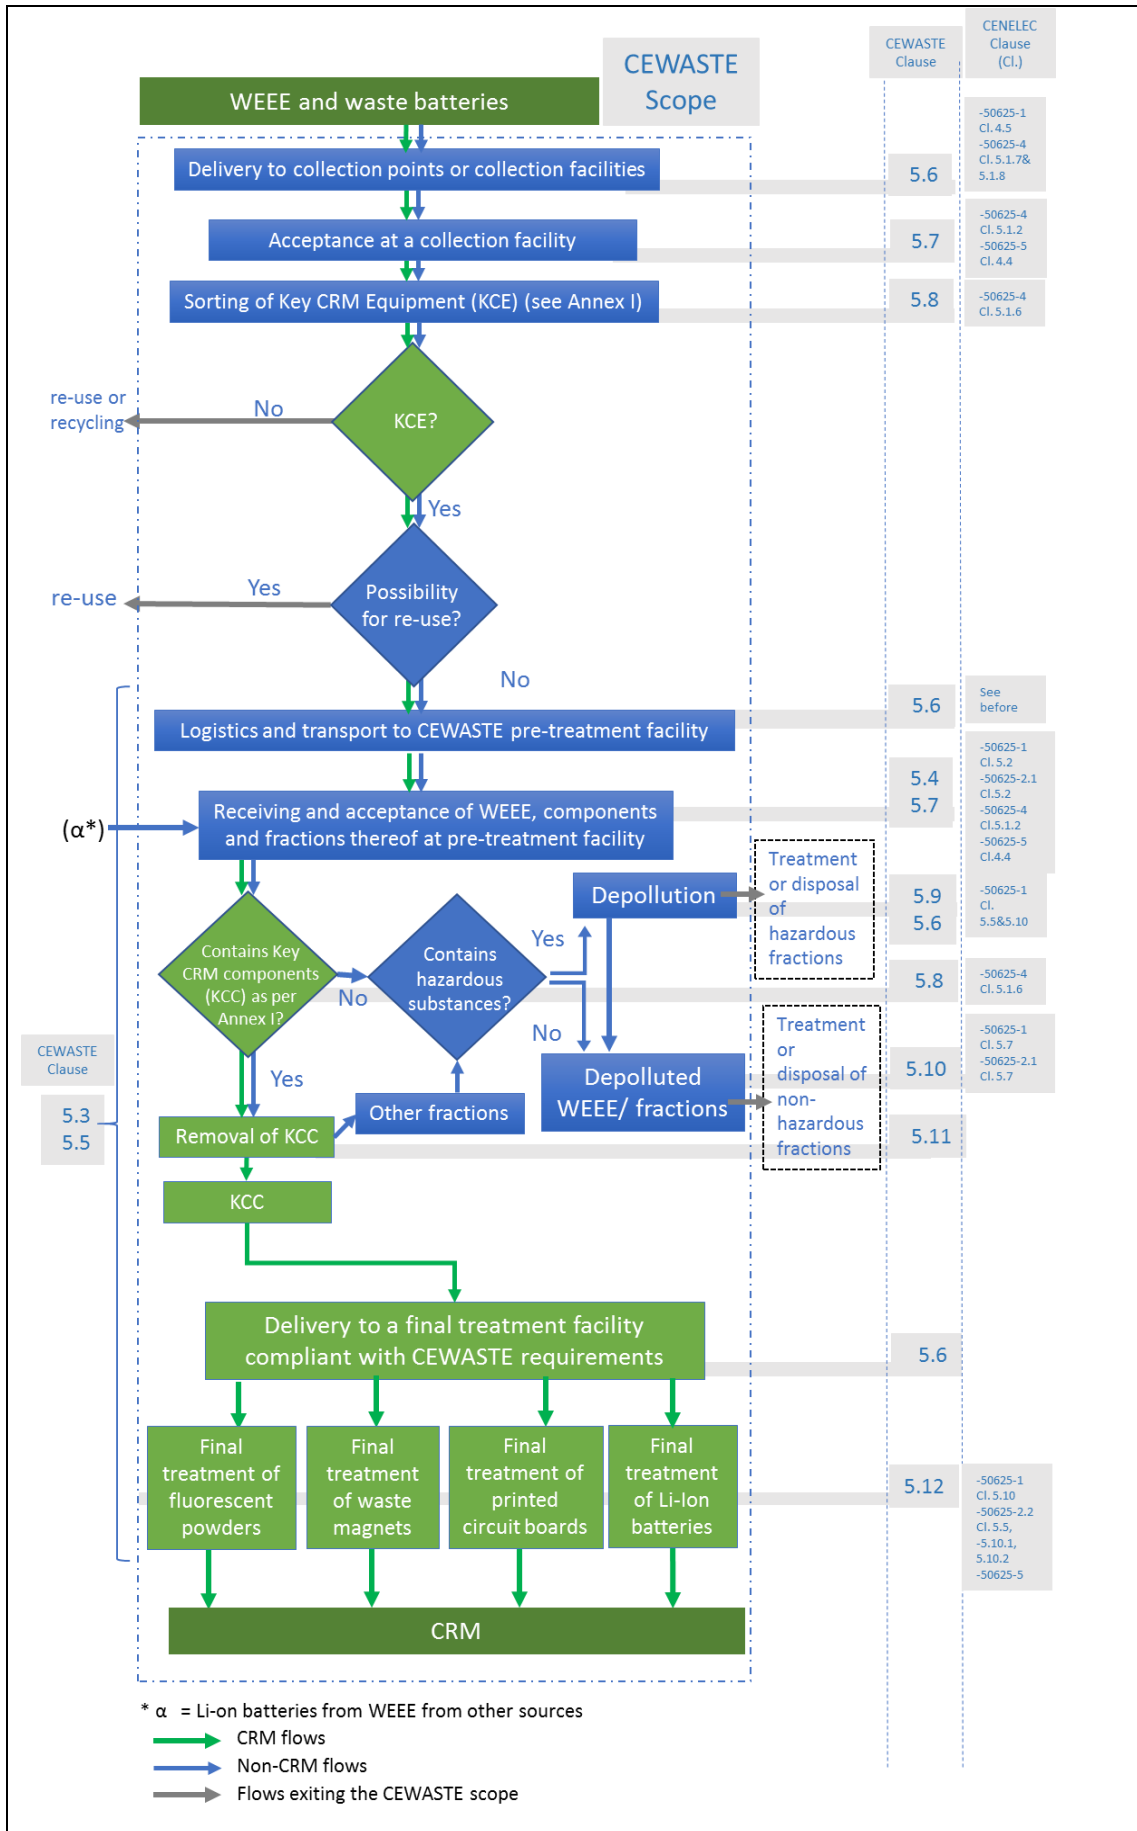 CEWASTE
Scope
CEWASTE
Clause
CENELEC
Clause
(Cl.)
WEEE and waste batteries
-50625-1
Cl. 4.5
-50625-4
Cl. 5.1.7&
5.1.8
Delivery to collection points or collection facilities
5.6
Acceptance at a collection facility
5.7
-50625-4
Cl. 5.1.2
-50625-5
Cl. 4.4
Sorting of Key CRM Equipment (KCE) (see Annex I)
5.8
-50625-4
Cl. 5.1.6
re-use or
recycling
No
KCE?
Yes
re-use
Yes
Possibility
for re-use?
No
5.6
See
before
Logistics and transport to CEWASTE pre-treatment facility
5.4
5.7
-50625-1
Cl. 5.2
-50625-2.1
Cl.5.2
-50625-4
Cl.5.1.2
-50625-5
Cl.4.4
(α*)
Receiving and acceptance of WEEE, components
and fractions thereof at pre-treatment facility
Depollution
Treatment
or disposal
of
hazardous
fractions
5.9
5.6
-50625-1
Cl.
5.5&5.10
Contains Key
CRM components
(KCC) as per
Annex I?
No
Contains
hazardous
substances?
Yes
No
5.8
-50625-4
Cl. 5.1.6
Yes
Other fractions
Depolluted
WEEE/ fractions
Treatment
or
disposal of
non-
hazardous
fractions
5.10
-50625-1
Cl. 5.7
-50625-2.1
Cl. 5.7
CEWASTE
Clause
5.3
5.5
Removal of KCC
5.11
KCC
Delivery to a final treatment facility
compliant with CEWASTE requirements
5.6
Final
treatment of
fluorescent
powders
Final
treatment
of waste
magnets
Final
treatment of
printed
circuit boards
Final
treatment
of Li-Ion
batteries
5.12
-50625-1
Cl. 5.10
-50625-2.2
Cl. 5.5,
-5.10.1,
5.10.2
-50625-5
CRM
* α = Li-on batteries from WEEE from other sources
CRM flows
Non-CRM flows
Flows exiting the CEWASTE scope